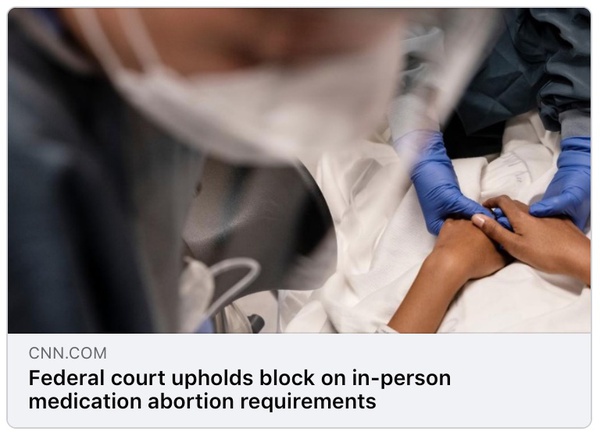 CNN.COM
Federal court upholds block on in-person
medication abortion requirements